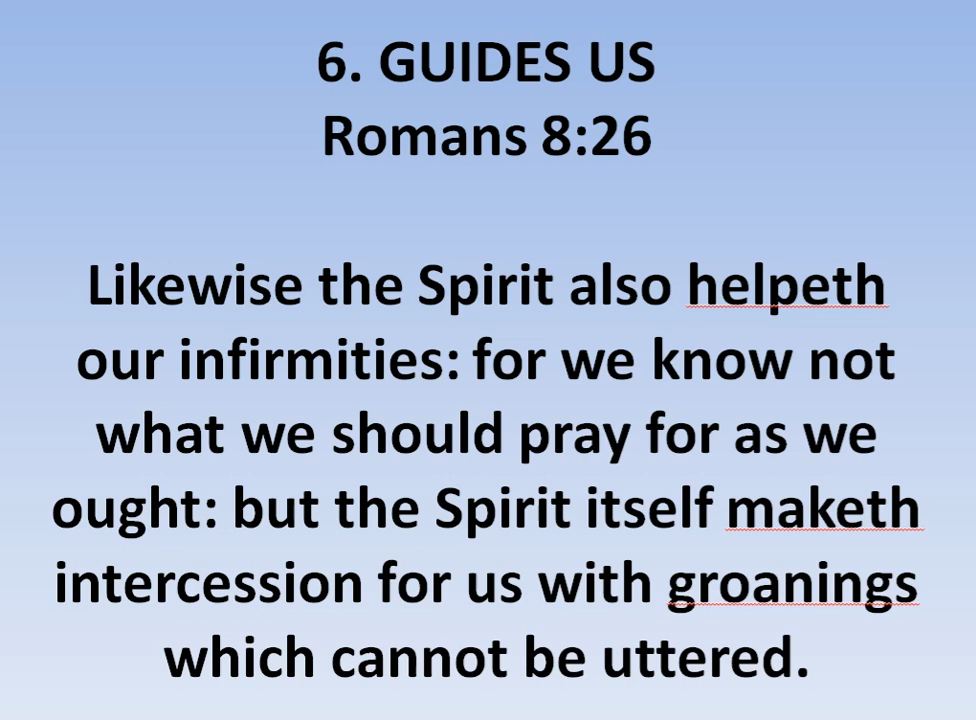 6. GUIDES US
Romans 8:26
Likewise the Spirit also helpeth
our infirmities: for we know not
what we should pray for as we
ought: but the Spirit itself maketh
intercession for us with groanings
which cannot be uttered.